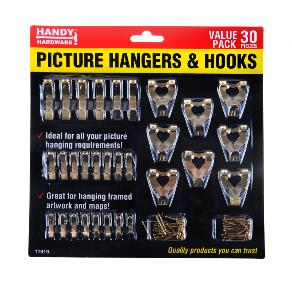 HANDY
HARDWARE
VALUE
PACK
30
PIECES
PICTURE HANGERS & HOOKS
Ideal for all your picture
hanging requirements!
Great for hanging framed
artwork and maps!
Quality products you can trust